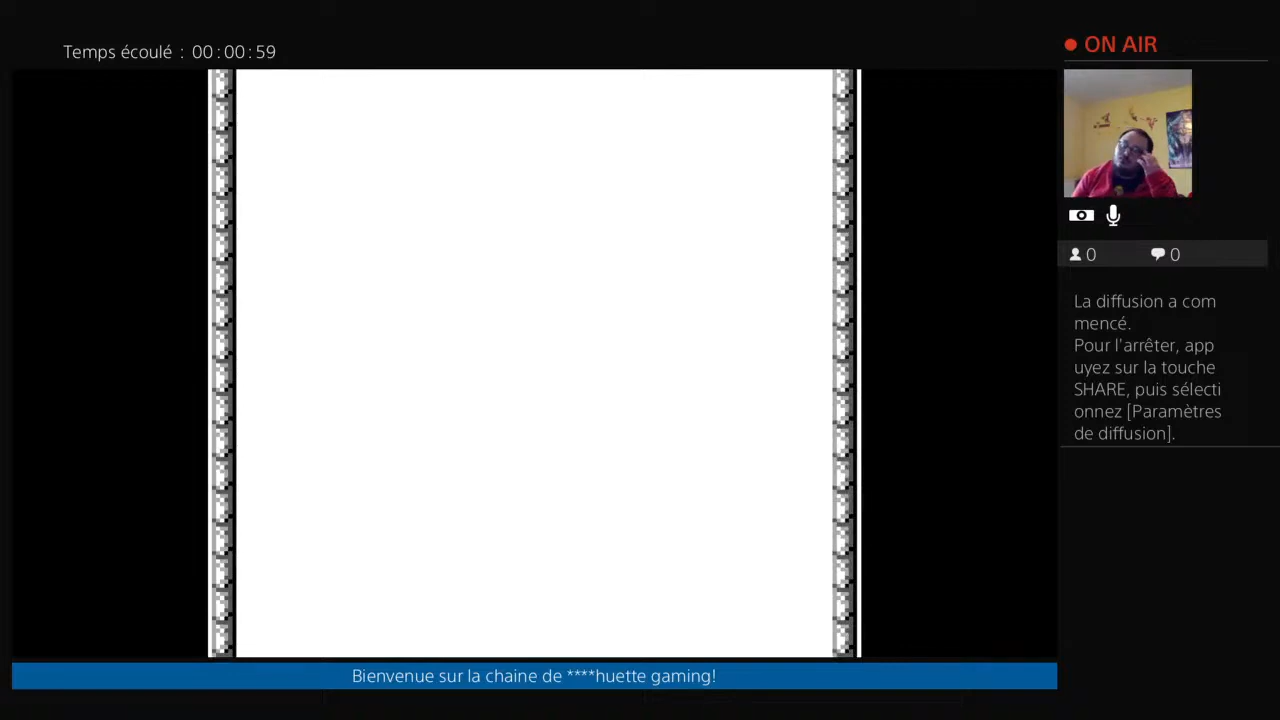 Temps écoulé : 00:00:59
ON AIR
0
0
La diffusion a com
mencé.
Pour l'arrêter, app
uyez sur la touche
SHARE, puis sélecti
onnez [Paramètres
de diffusion].
Bienvenue sur la chaine de ****huette gaming!